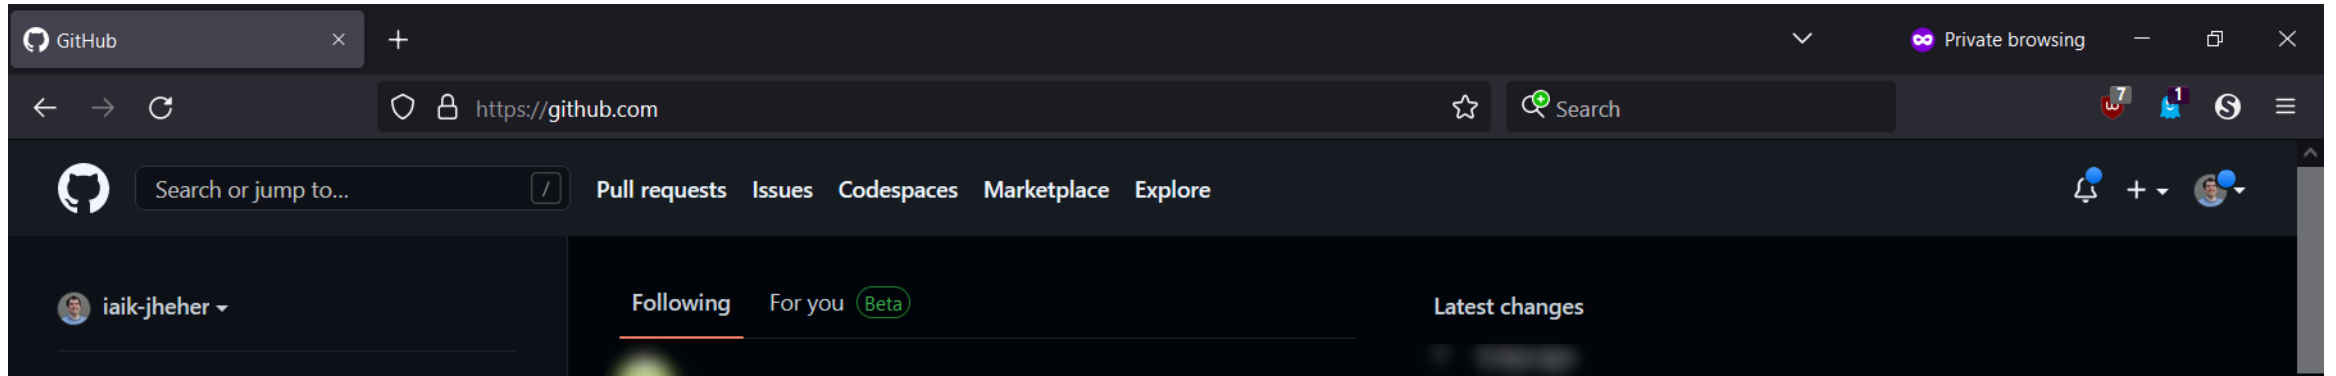 GitHub
Private browsing
https://github.com
Search
7
1
Search or jump to... /
Pull requests Issues Codespaces Marketplace Explore
iaik-jheher
Following For you Beta
Latest changes